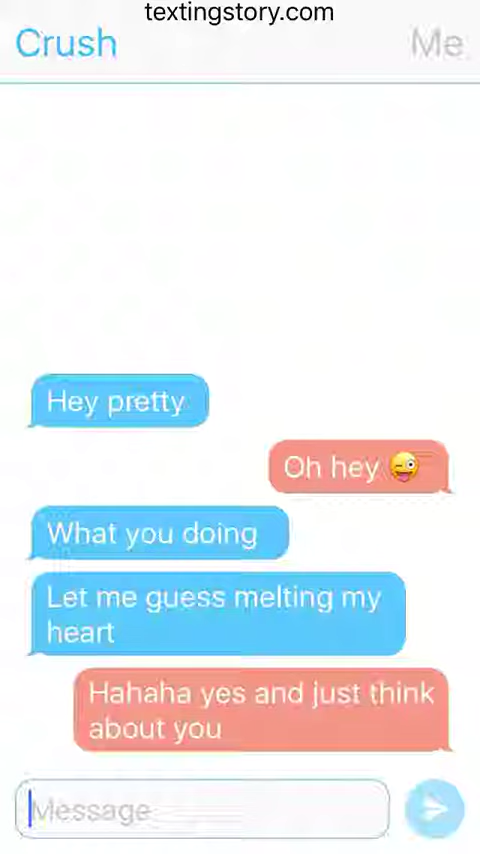 textingstory.com
Crush
Me
Hey pretty
Oh hey 😜
What you doing
Let me guess melting my
heart
Hahaha yes and just think
about you
Message